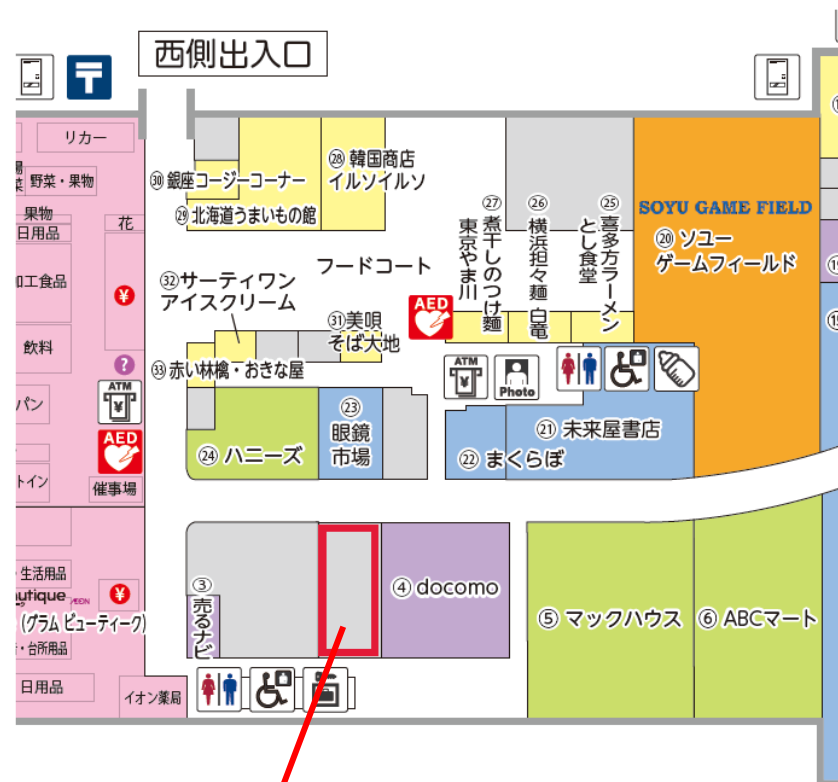 西側出入口
リカー
野菜・果物
果物
日用品
花
加工食品
飲料
パン
ATM
AED
催事場
生活用品
(グラム ビューティーク)
・台所用品
日用品
イオン薬局
㉚ 銀座コージーコーナー
㉙ 北海道うまいもの館
㉘ 韓国商店
イルソイルソ
フードコート
㉜ サーティワン
アイスクリーム
㉛ 美唄
そば大地
㉝ 赤い林檎・おきな屋
AED
㉗ 煮干しのつけ麺
東京やま川
㉖ 横浜担々麺 白竜
㉕ 喜多方ラーメン
とし食堂
SOYU GAME FIELD
⑳ ソユー
ゲームフィールド
ATM
Photo
㉔ ハニーズ
㉓
眼鏡
市場
㉒ まくらぼ
㉑ 未来屋書店
③ 売るナビ
④ docomo
⑤ マックハウス
⑥ ABCマート